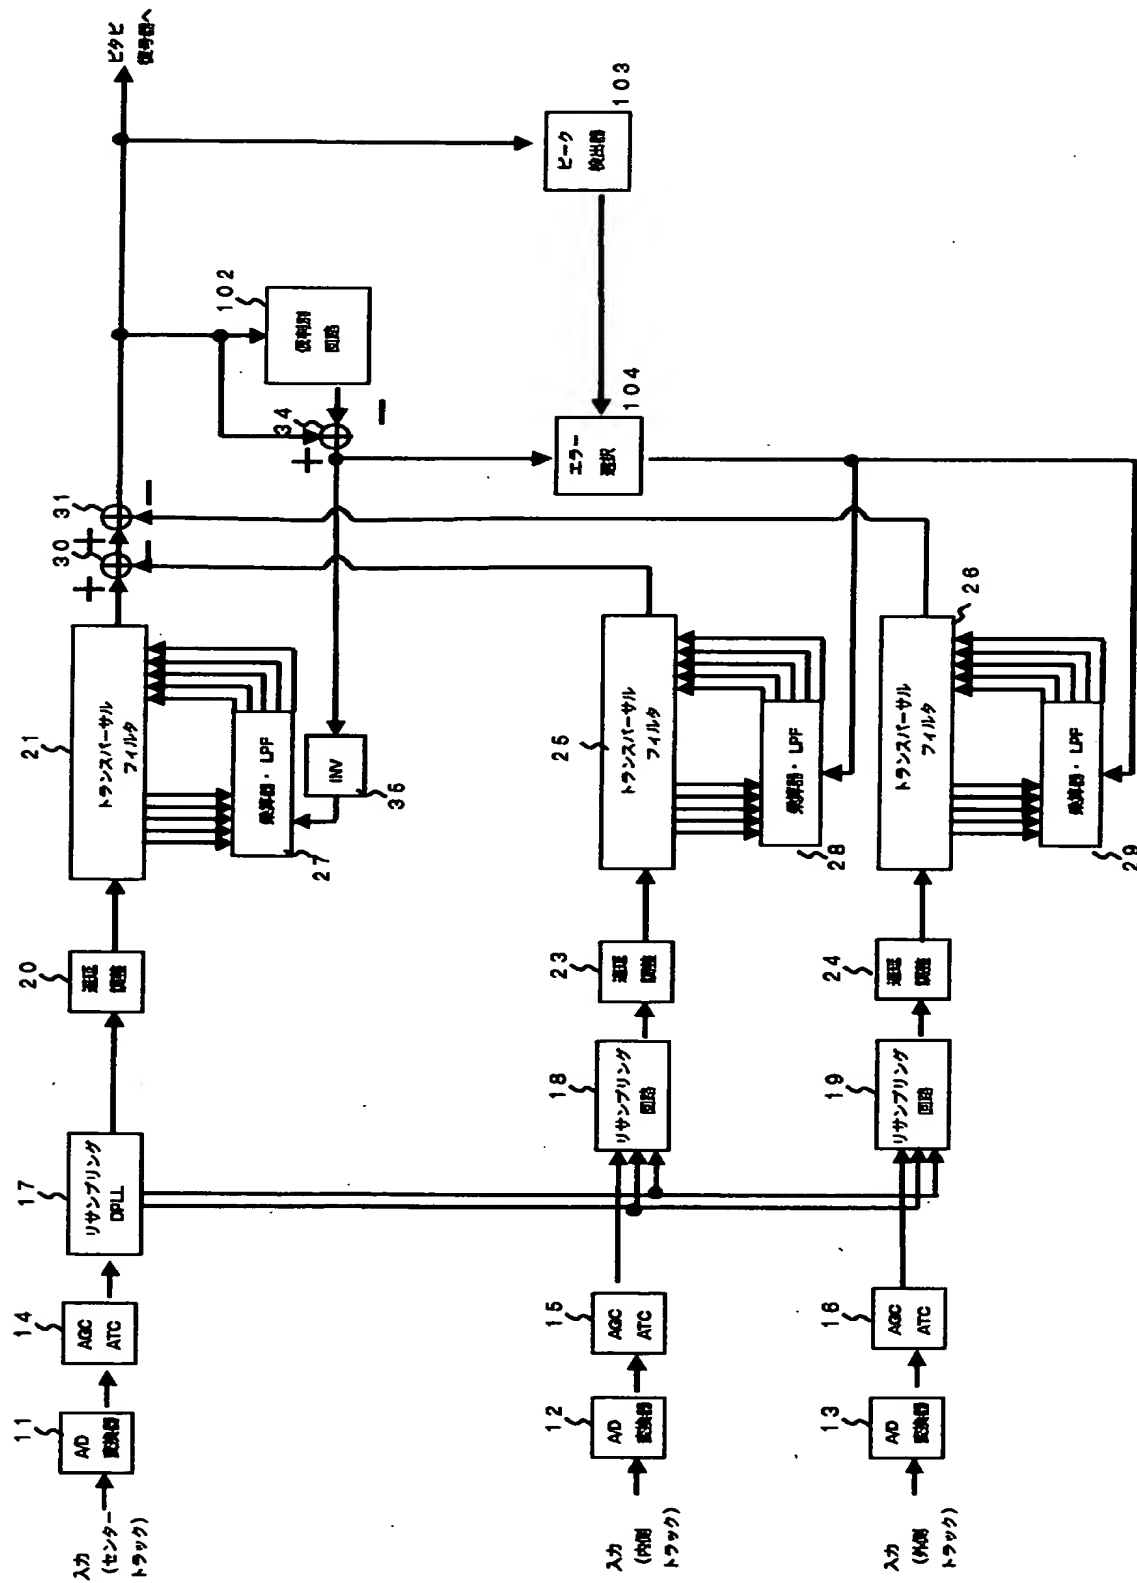 入力
(センター
トラック)
11
A/D
変換器
14
AGC
ATC
17
リサンプリング
DPLL
20
遅延
調整
21
トランスバーサル
フィルタ
乗算器・LPF
27
INV
36
+
30
-
+
31
-
102
仮判別
回路
34
+
-
ビタビ
復号器へ
ピーク
検出器
103
エラー
選択
104
入力
(内側
トラック)
12
A/D
変換器
15
AGC
ATC
18
リサンプリング
回路
23
遅延
調整
25
トランスバーサル
フィルタ
乗算器・LPF
28
入力
(外側
トラック)
13
A/D
変換器
16
AGC
ATC
19
リサンプリング
回路
24
遅延
調整
26
トランスバーサル
フィルタ
乗算器・LPF
29